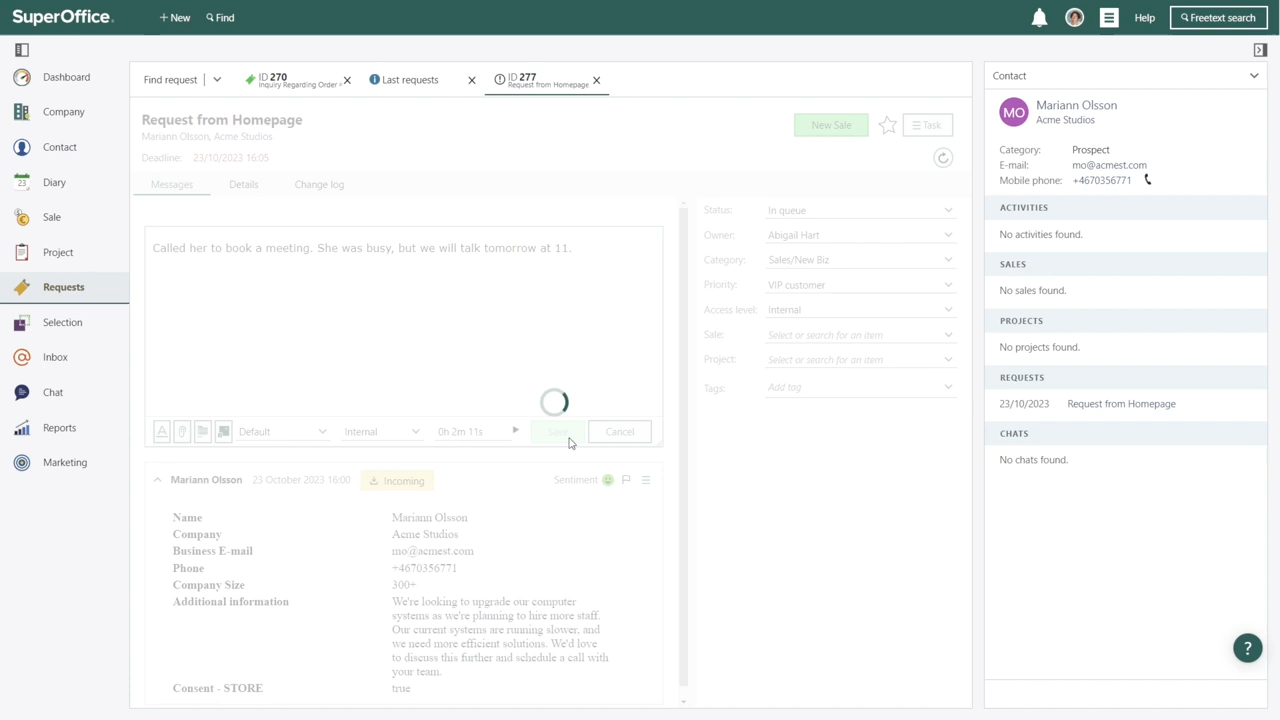 SuperOffice.
+ New
Find
Help
Freetext search
Dashboard
Company
Contact
23
Diary
Sale
Project
Requests
Selection
Inbox
Chat
Reports
Marketing
Find request
ID 270
Inquiry Regarding Order
Last requests
ID 277
Request from Homepage
Request from Homepage
Mariann Olsson, Acme Studios
Deadline: 23/10/2023 16:05
New Sale
Task
Messages
Details
Change log
Called her to book a meeting. She was busy, but we will talk tomorrow at 11.
Default
Internal
0h 2m 11s
Save
Cancel
Mariann Olsson 23 October 2023 16:00 Incoming
Sentiment
Name Mariann Olsson
Company Acme Studios
Business E-mail mo@acmest.com
Phone +4670356771
Company Size 300+
Additional information We're looking to upgrade our computer
systems as we're planning to hire more staff.
Our current systems are running slower, and
we need more efficient solutions. We'd love
to discuss this further and schedule a call with
your team.
Consent - STORE true
Status: In queue
Owner: Abigail Hart
Category: Sales/New Biz
Priority: VIP customer
Access level: Internal
Sale: Select or search for an item
Project: Select or search for an item
Tags: Add tag
Contact
MO
Mariann Olsson
Acme Studios
Category: Prospect
E-mail: mo@acmest.com
Mobile phone: +4670356771
ACTIVITIES
No activities found.
SALES
No sales found.
PROJECTS
No projects found.
REQUESTS
23/10/2023 Request from Homepage
CHATS
No chats found.
?